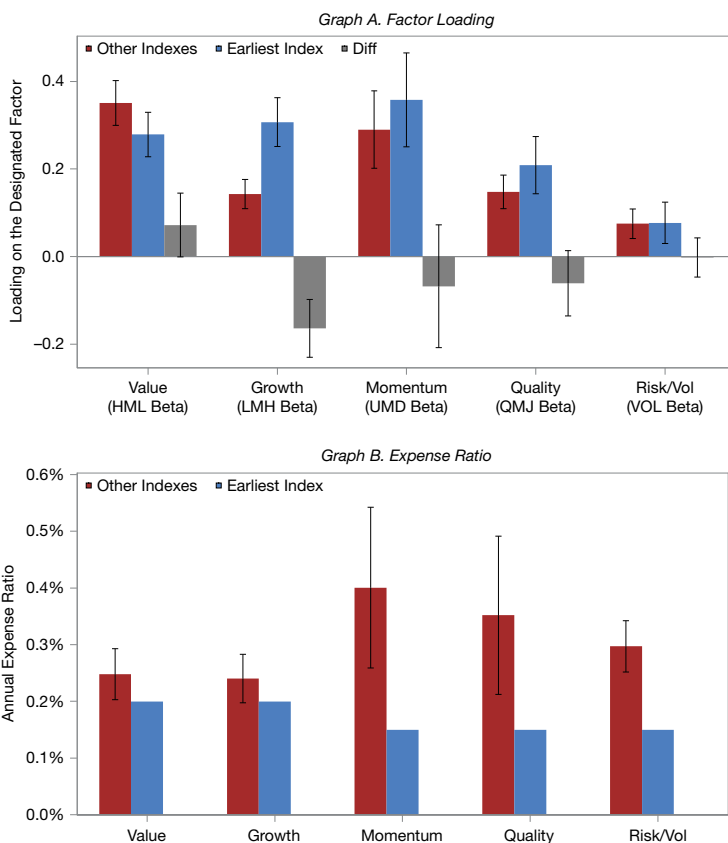 Graph A. Factor Loading
Other Indexes Earliest Index Diff
Loading on the Designated Factor
0.4
0.2
0.0
–0.2
Value Growth Momentum Quality Risk/Vol
(HML Beta) (LMH Beta) (UMD Beta) (QMJ Beta) (VOL Beta)
Graph B. Expense Ratio
Other Indexes Earliest Index
Annual Expense Ratio
0.6%
0.5%
0.4%
0.3%
0.2%
0.1%
0.0%
Value Growth Momentum Quality Risk/Vol